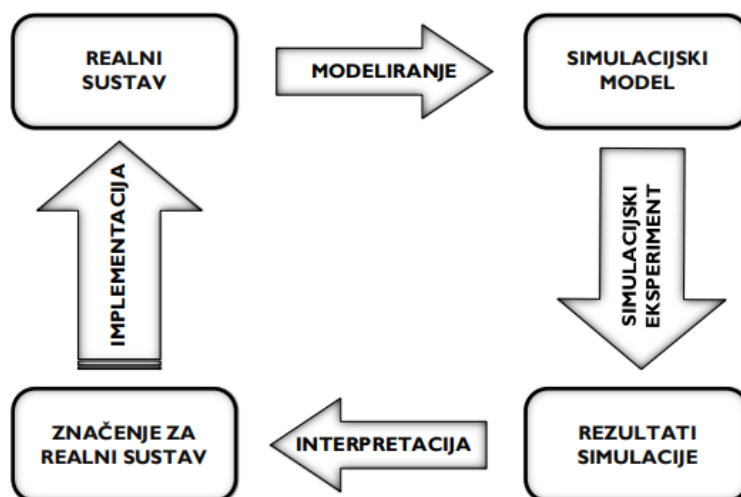 REALNI
SUSTAV
MODELIRANJE
SIMULACIJSKI
MODEL
IMPLEMENTACIJA
SIMULACIJSKI
EKSPERIMENT
ZNAČENJE ZA
REALNI SUSTAV
INTERPRETACIJA
REZULTATI
SIMULACIJE